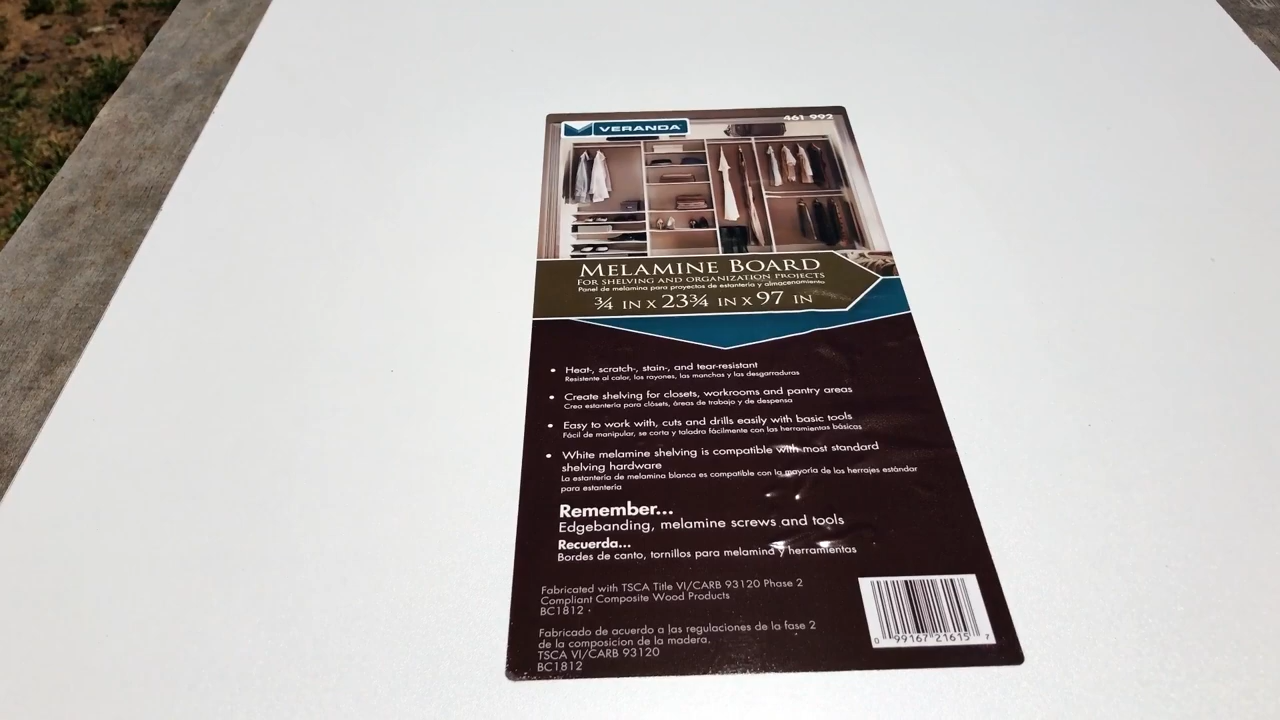 VERANDA
461 992
MELAMINE BOARD
FOR SHELVING AND ORGANIZATION PROJECTS
Panel de melamina para proyectos de estantería y almacenamiento
¾ IN X 23¾ IN X 97 IN
• Heat-, scratch-, stain-, and tear-resistant
Resistente al calor, los rayones, las manchas y las desgarraduras
• Create shelving for closets, workrooms and pantry areas
Crea estantería para clósets, áreas de trabajo y de despensa
• Easy to work with, cuts and drills easily with basic tools
Fácil de manipular, se corta y taladra fácilmente con las herramientas básicas
• White melamine shelving is compatible with most standard
shelving hardware
La estantería de melamina blanca es compatible con la mayoría de los herrajes estándar
para estantería
Remember...
Edgebanding, melamine screws and tools
Recuerda...
Bordes de canto, tornillos para melamina y herramientas
Fabricated with TSCA Title VI/CARB 93120 Phase 2
Compliant Composite Wood Products
BC1812
Fabricado de acuerdo a las regulaciones de la fase 2
de la composicion de la madera.
TSCA VI/CARB 93120
BC1812
0 99167 21615 7